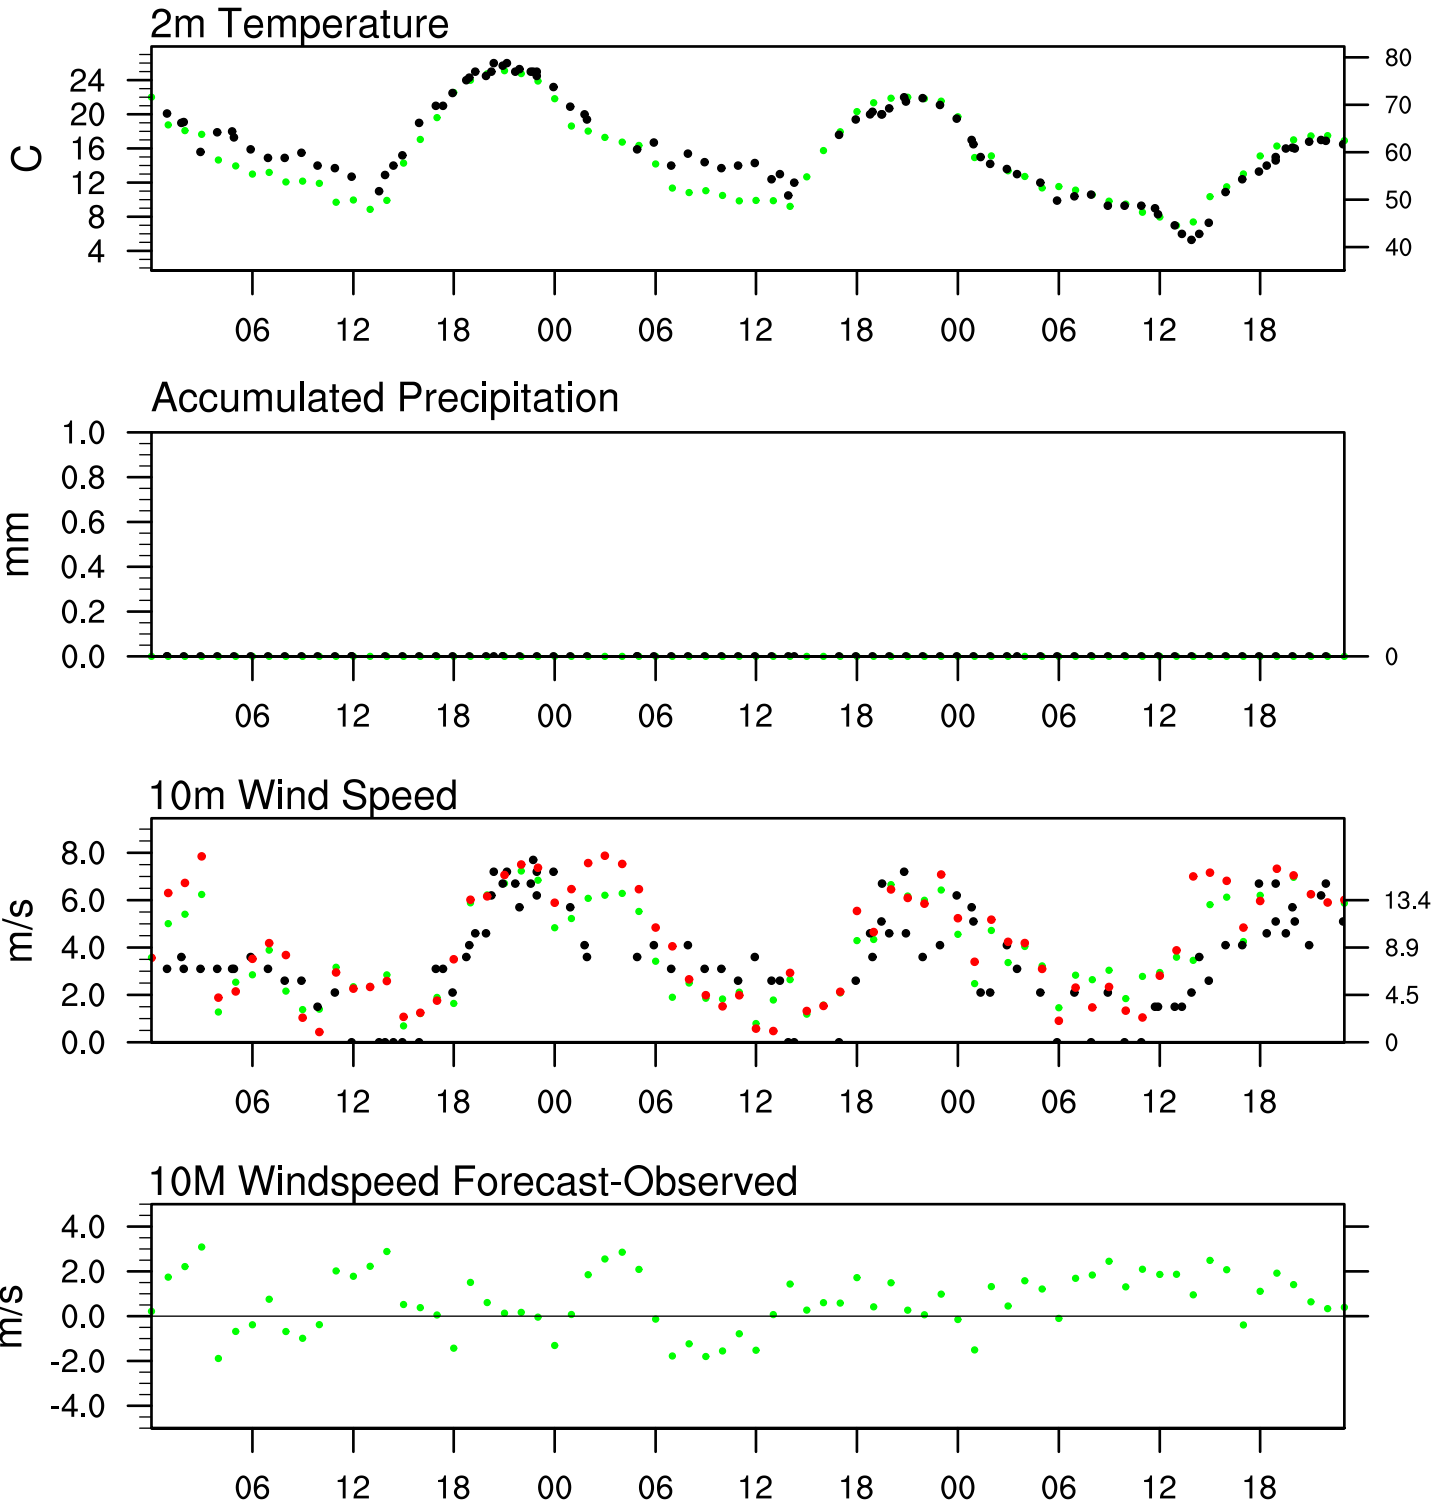 2m Temperature
24
20
16
12
8
4
C
80
70
60
50
40
06 12 18 00 06 12 18 00 06 12 18
Accumulated Precipitation
1.0
0.8
0.6
0.4
0.2
0.0
mm
0
06 12 18 00 06 12 18 00 06 12 18
10m Wind Speed
8.0
6.0
4.0
2.0
0.0
m/s
13.4
8.9
4.5
0
06 12 18 00 06 12 18 00 06 12 18
10M Windspeed Forecast-Observed
4.0
2.0
0.0
-2.0
-4.0
m/s
06 12 18 00 06 12 18 00 06 12 18